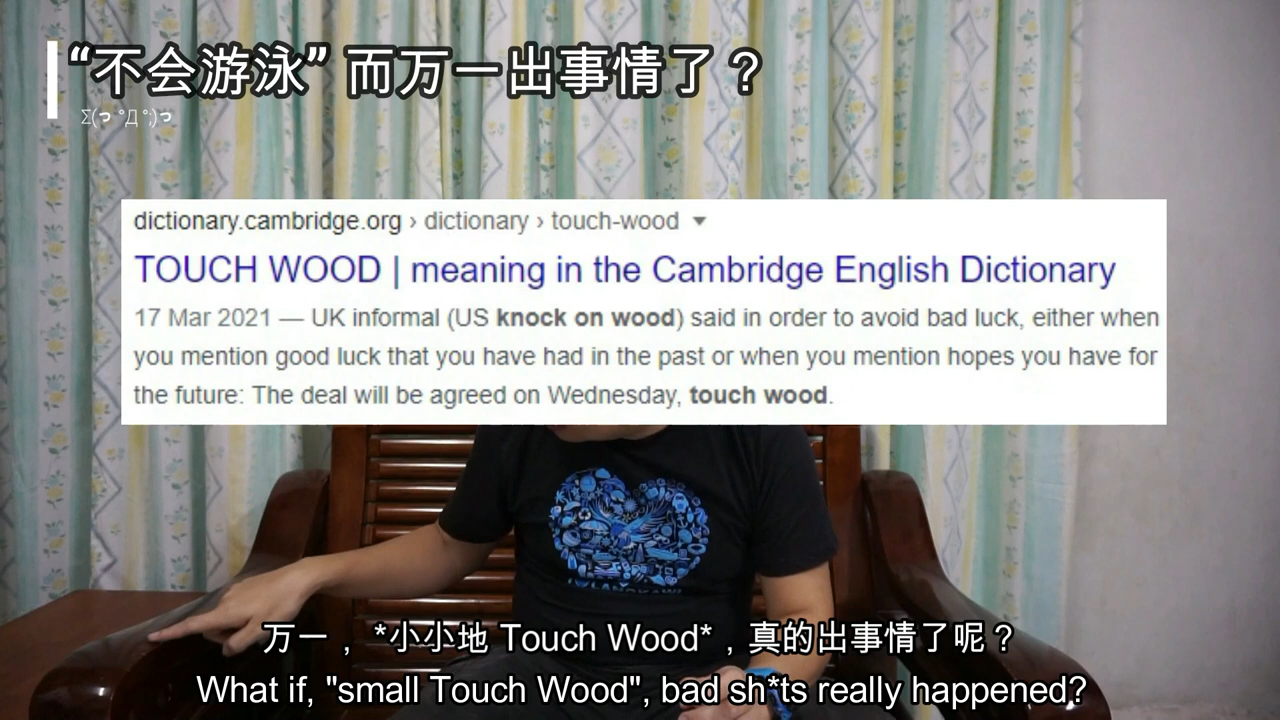 “不会游泳” 而万一出事情了？
Σ(っ °Д °;)っ
dictionary.cambridge.org › dictionary › touch-wood
TOUCH WOOD | meaning in the Cambridge English Dictionary
17 Mar 2021 — UK informal (US knock on wood) said in order to avoid bad luck, either when
you mention good luck that you have had in the past or when you mention hopes you have for
the future: The deal will be agreed on Wednesday, touch wood.
LANGKAWI
万一，*小小地 Touch Wood*，真的出事情了呢？
What if, "small Touch Wood", bad sh*ts really happened?